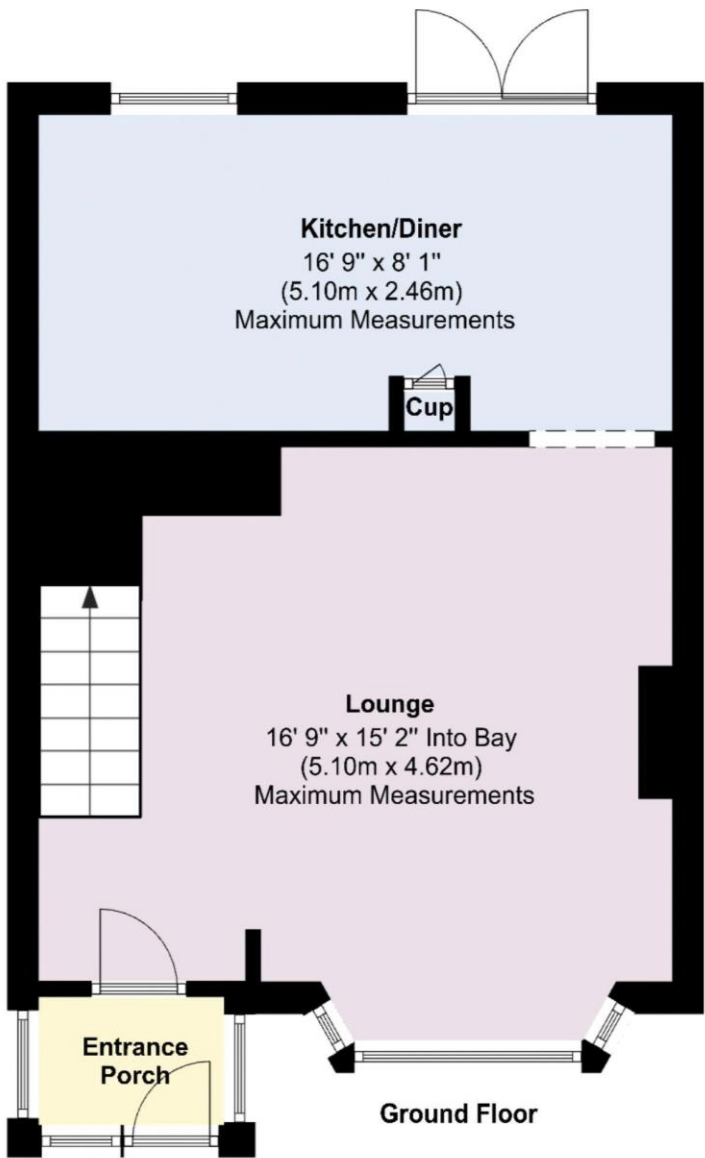 Kitchen/Diner
16' 9" x 8' 1"
(5.10m x 2.46m)
Maximum Measurements
Cup
Lounge
16' 9" x 15' 2" Into Bay
(5.10m x 4.62m)
Maximum Measurements
Entrance
Porch
Ground Floor